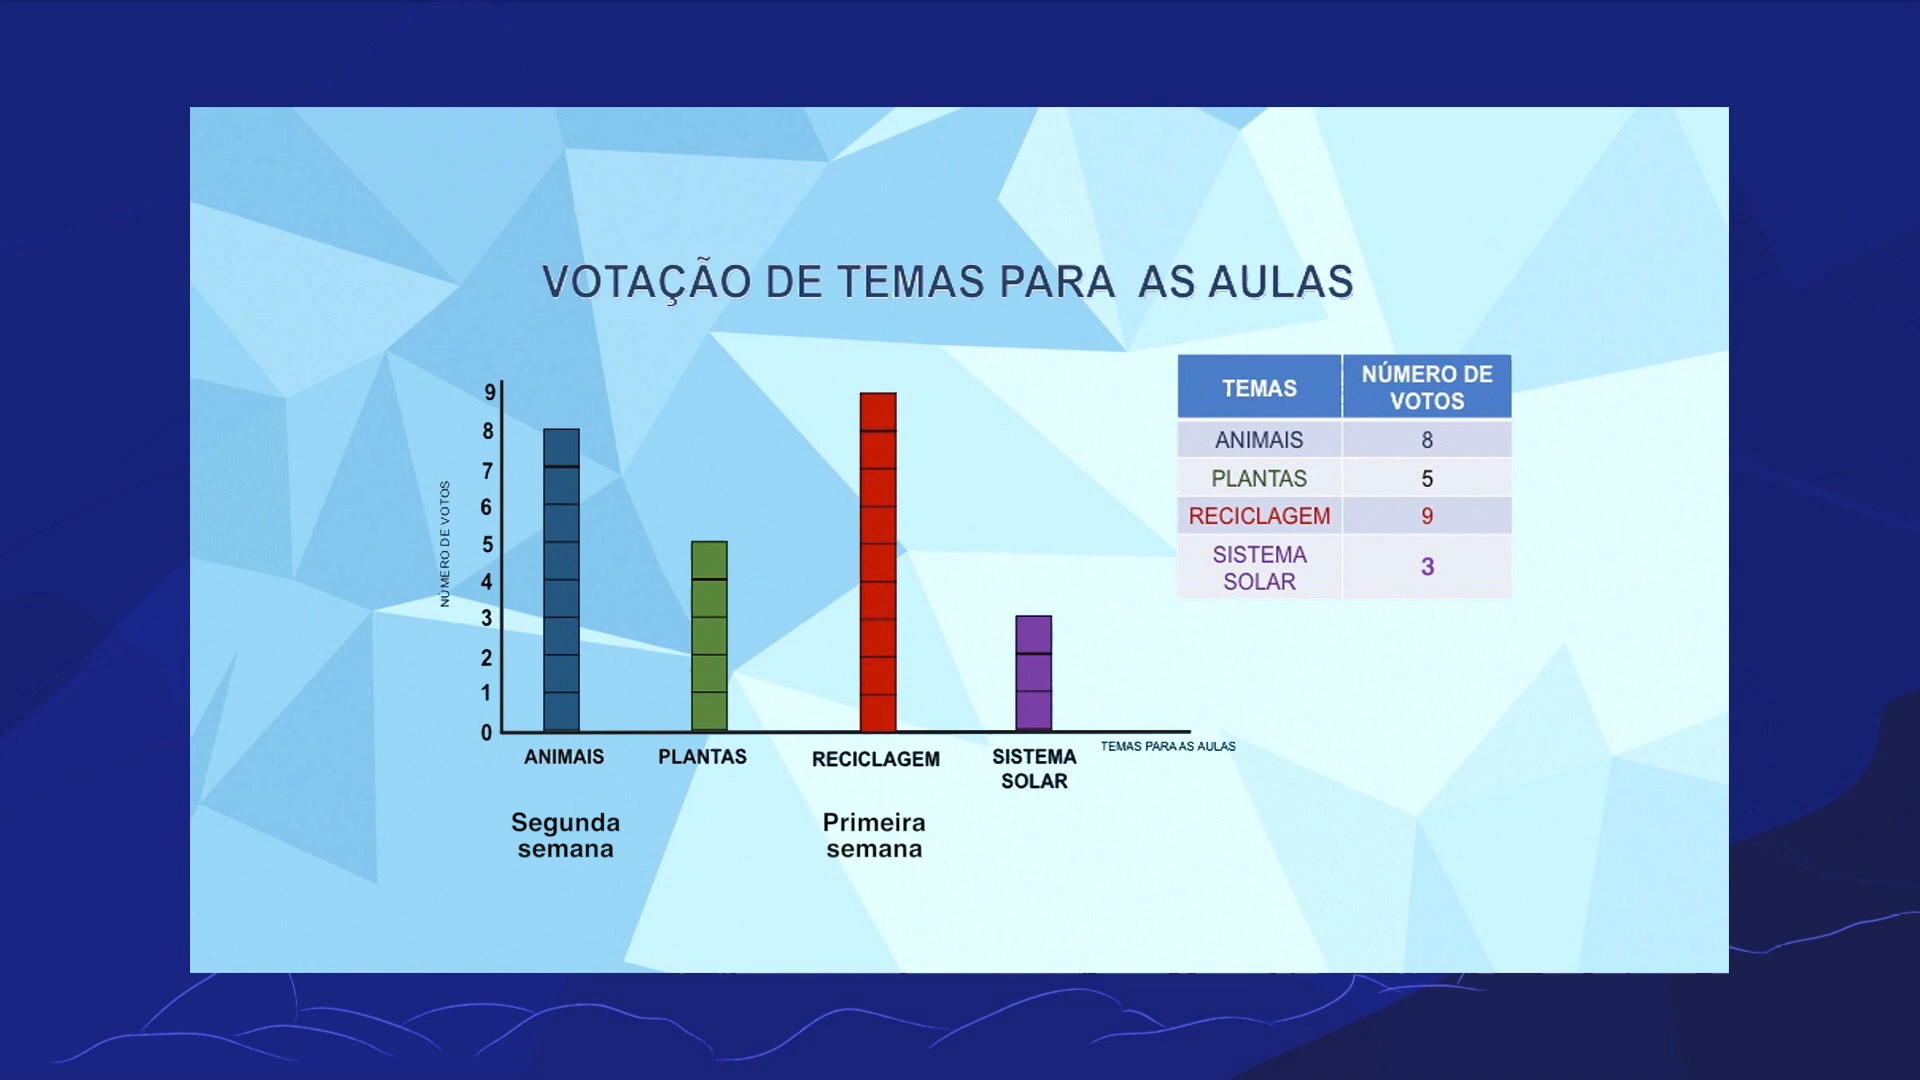 VOTAÇÃO DE TEMAS PARA AS AULAS
NÚMERO DE VOTOS
9
8
7
6
5
4
3
2
1
0
ANIMAIS
PLANTAS
RECICLAGEM
SISTEMA
SOLAR
TEMAS PARA AS AULAS
Segunda
semana
Primeira
semana
TEMAS
NÚMERO DE
VOTOS
ANIMAIS 8
PLANTAS 5
RECICLAGEM 9
SISTEMA
SOLAR
3